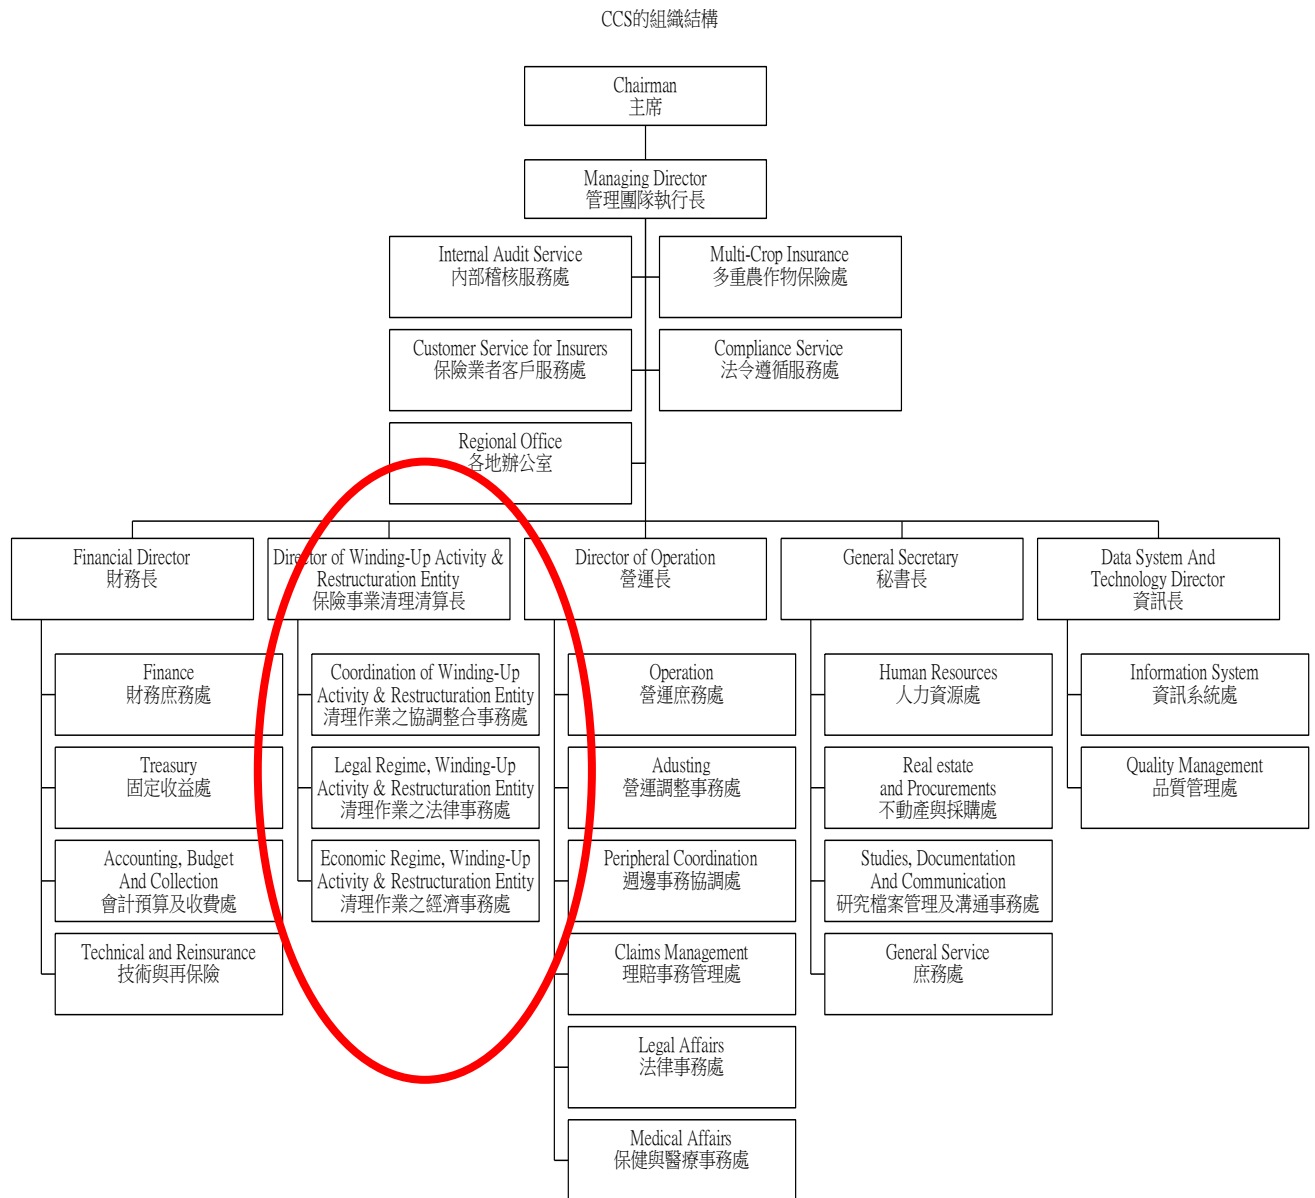 CCS的組織結構
Chairman
主席
Managing Director
管理團隊執行長
Internal Audit Service
內部稽核服務處
Multi-Crop Insurance
多重農作物保險處
Customer Service for Insurers
保險業者客戶服務處
Compliance Service
法令遵循服務處
Regional Office
各地辦公室
Financial Director
財務長
Director of Winding-Up Activity &
Restructuration Entity
保險事業清理清算長
Director of Operation
營運長
General Secretary
秘書長
Data System And
Technology Director
資訊長
Finance
財務庶務處
Treasury
固定收益處
Accounting, Budget
And Collection
會計預算及收費處
Technical and Reinsurance
技術與再保險
Coordination of Winding-Up
Activity & Restructuration Entity
清理作業之協調整合事務處
Legal Regime, Winding-Up
Activity & Restructuration Entity
清理作業之法律事務處
Economic Regime, Winding-Up
Activity & Restructuration Entity
清理作業之經濟事務處
Operation
營運庶務處
Adusting
營運調整事務處
Peripheral Coordination
週邊事務協調處
Claims Management
理賠事務管理處
Legal Affairs
法律事務處
Medical Affairs
保健與醫療事務處
Human Resources
人力資源處
Real estate
and Procurements
不動產與採購處
Studies, Documentation
And Communication
研究檔案管理及溝通事務處
General Service
庶務處
Information System
資訊系統處
Quality Management
品質管理處